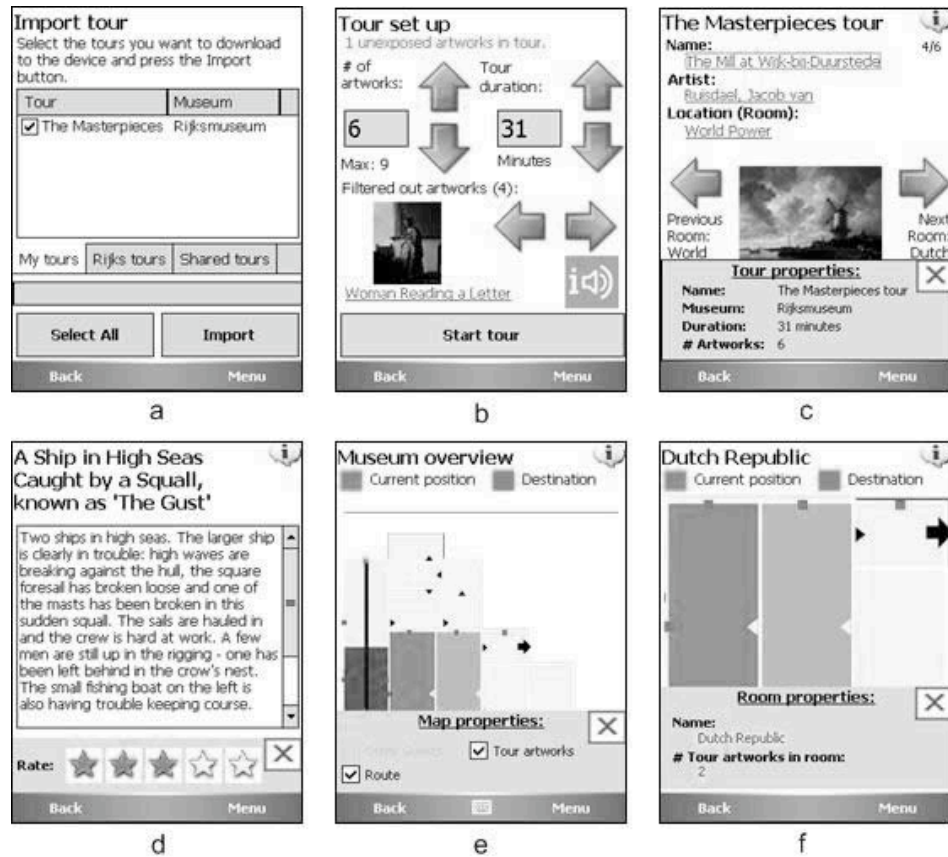 Import tour
Select the tours you want to download
to the device and press the Import
button.
Tour Museum
The Masterpieces Rijksmuseum
My tours Rijks tours Shared tours
Select All Import
Back Menu
a
Tour set up
1 unexposed artworks in tour.
# of
artworks:
Tour
duration:
6 31
Max: 9 Minutes
Filtered out artworks (4):
Woman Reading a Letter
i
Start tour
Back Menu
b
The Masterpieces tour
i
Name: 4/6
The Mill at Wijk-bij-Duurstede
Artist:
Ruisdael, Jacob van
Location (Room):
World Power
Previous
Room:
World
Next
Room:
Dutch
Tour properties:
Name: The Masterpieces tour
Museum: Rijksmuseum
Duration: 31 minutes
# Artworks: 6
Back Menu
c
A Ship in High Seas
Caught by a Squall,
known as 'The Gust'
i
Two ships in high seas. The larger ship
is clearly in trouble: high waves are
breaking against the hull, the square
foresail has broken loose and one of
the masts has been broken in this
sudden squall. The sails are hauled in
and the crew is hard at work. A few
men are still up in the rigging - one has
been left behind in the crow's nest.
The small fishing boat on the left is
also having trouble keeping course.
Rate:
Back Menu
d
Museum overview
i
Current position Destination
Map properties:
Tour artworks
Route
Back Menu
e
Dutch Republic
i
Current position Destination
Room properties:
Name:
Dutch Republic
# Tour artworks in room:
2
Back Menu
f